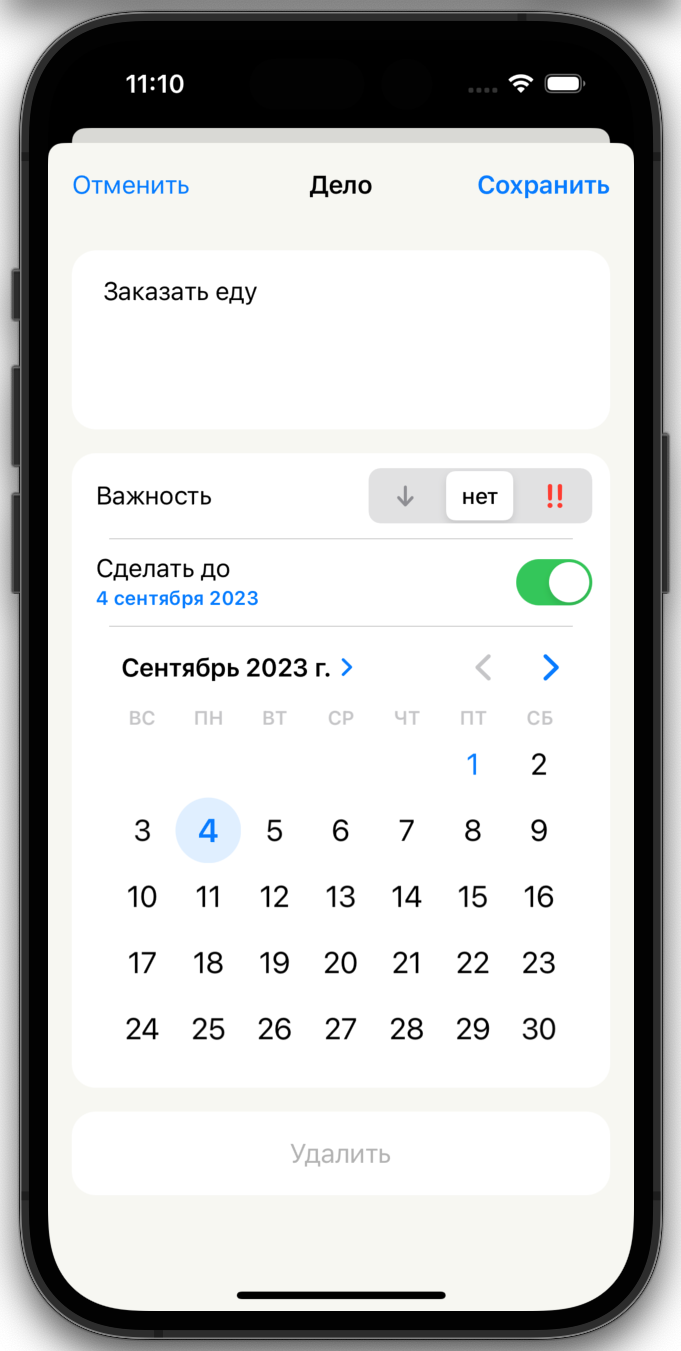 11:10
Отменить Дело Сохранить
Заказать еду
Важность нет ‼
Сделать до
4 сентября 2023
Сентябрь 2023 г.
ВС ПН ВТ СР ЧТ ПТ СБ
1 2
3 4 5 6 7 8 9
10 11 12 13 14 15 16
17 18 19 20 21 22 23
24 25 26 27 28 29 30
Удалить